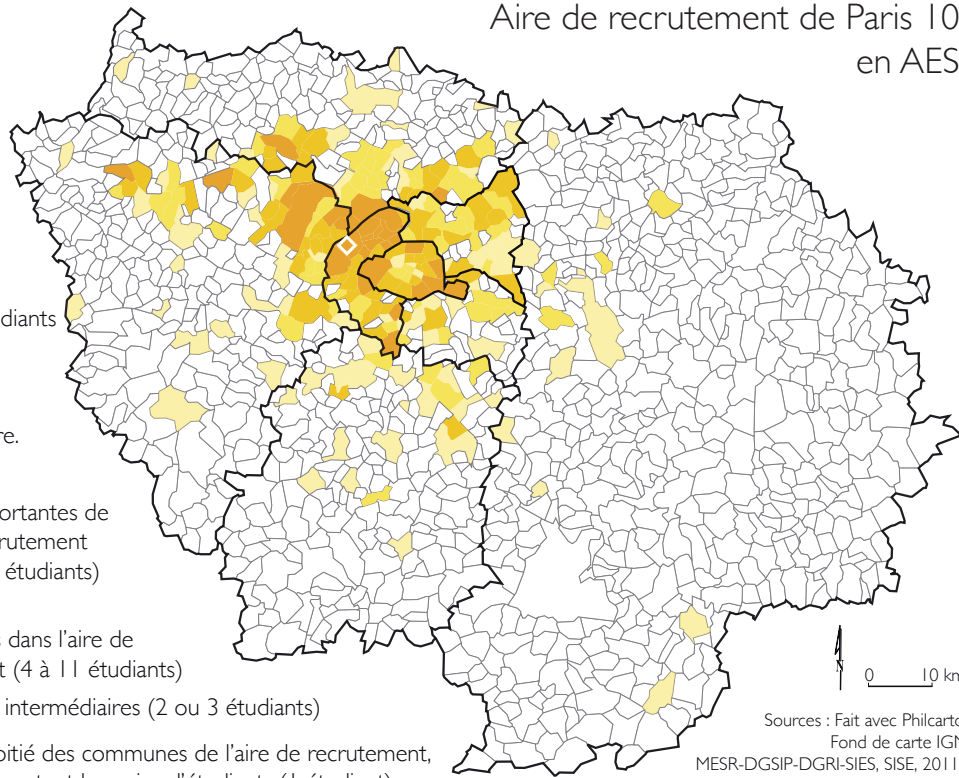 Aire de recrutement de Paris 10
en AES
diants
re.
ortantes de
rutement
étudiants)
s dans l'aire de
t (4 à 11 étudiants)
intermédiaires (2 ou 3 étudiants)
oitié des communes de l'aire de recrutement,
N
0 10 km
Sources : Fait avec Philcarto
Fond de carte IGN
MESR-DGSIP-DGRI-SIES, SISE, 2011